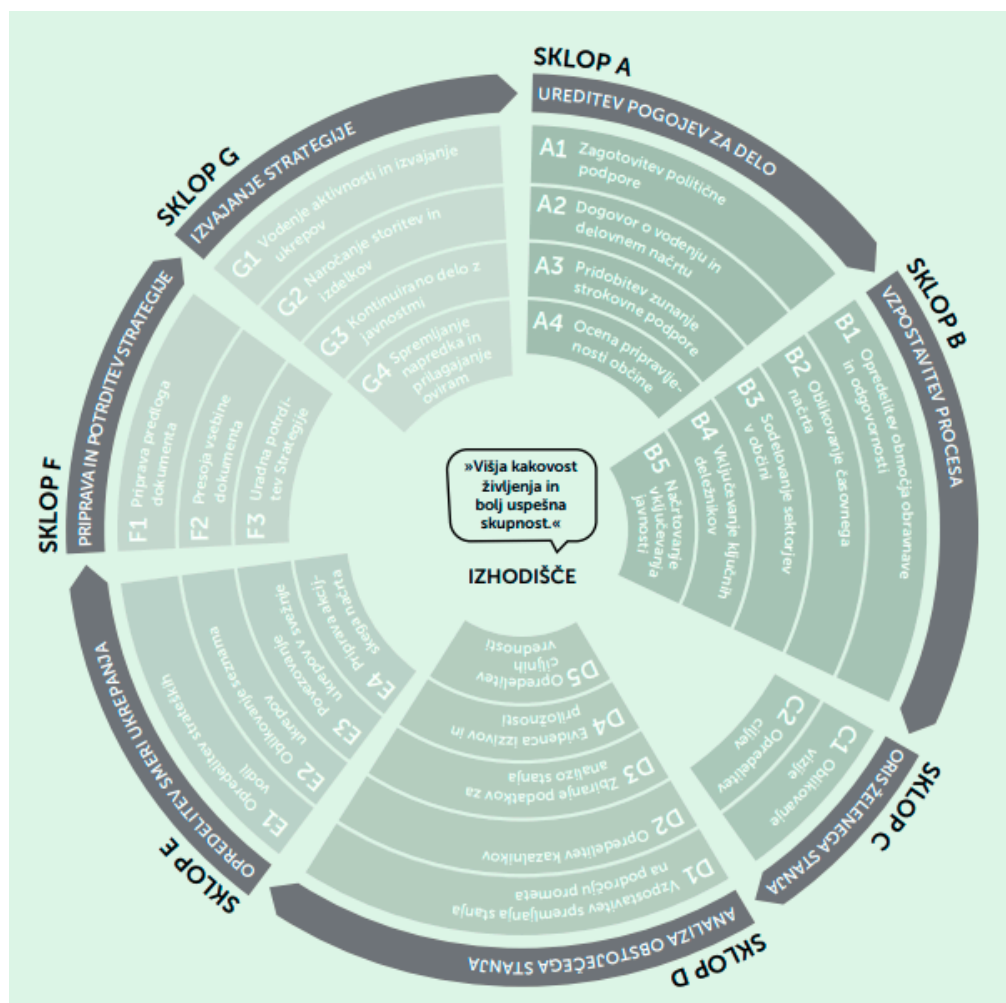 SKLOP A
UREDITEV POGOJEV ZA DELO
A1 Zagotovitev politične
podpore
A2 Dogovor o vodenju in
delovnem načrtu
A3 Pridobitev zunanje
strokovne podpore
A4 Ocena pripravlje-
nosti občine
SKLOP B
VZPOSTAVITEV PROCESA
B1 Opredelitev območja obravnave
in odgovornosti
B2 Oblikovanje časovnega
načrta
B3 Sodelovanje sektorjev
v občini
B4 Vključevanje ključnih
deležnikov
B5 Načrtovanje
vključevanja
javnosti
SKLOP C
ORIS ŽELENEGA STANJA
C1 Oblikovanje
vizije
C2 Opredelitev
ciljev
SKLOP D
ANALIZA OBSTOJEČEGA STANJA
D1 Vzpostavitev spremljanja stanja
na področju prometa
D2 Opredelitev kazalnikov
D3 Zbiranje podatkov za
analizo stanja
D4 Evidenca izzivov in
priložnosti
D5 Opredelitev
ciljnih
vrednosti
SKLOP E
OPREDELITEV SMERI UKREPANJA
E1 Opredelitev strateških
vodil
E2 Oblikovanje seznama
ukrepov
E3 Povezovanje
ukrepov v svežnje
E4 Priprava akcij-
skega načrta
SKLOP F
PRIPRAVA IN POTRDITEV STRATEGIJE
F1 Priprava predloga
dokumenta
F2 Presoja vsebine
dokumenta
F3 Uradna potrdi-
tev Strategije
SKLOP G
IZVAJANJE STRATEGIJE
G1 Vodenje aktivnosti in izvajanje
ukrepov
G2 Naročanje storitev in
izdelkov
G3 Kontinuirano delo z
javnostmi
G4 Spremljanje
napredka in
prilagajanje
oviram
»Višja kakovost
življenja in
bolj uspešna
skupnost.«
IZHODIŠČE